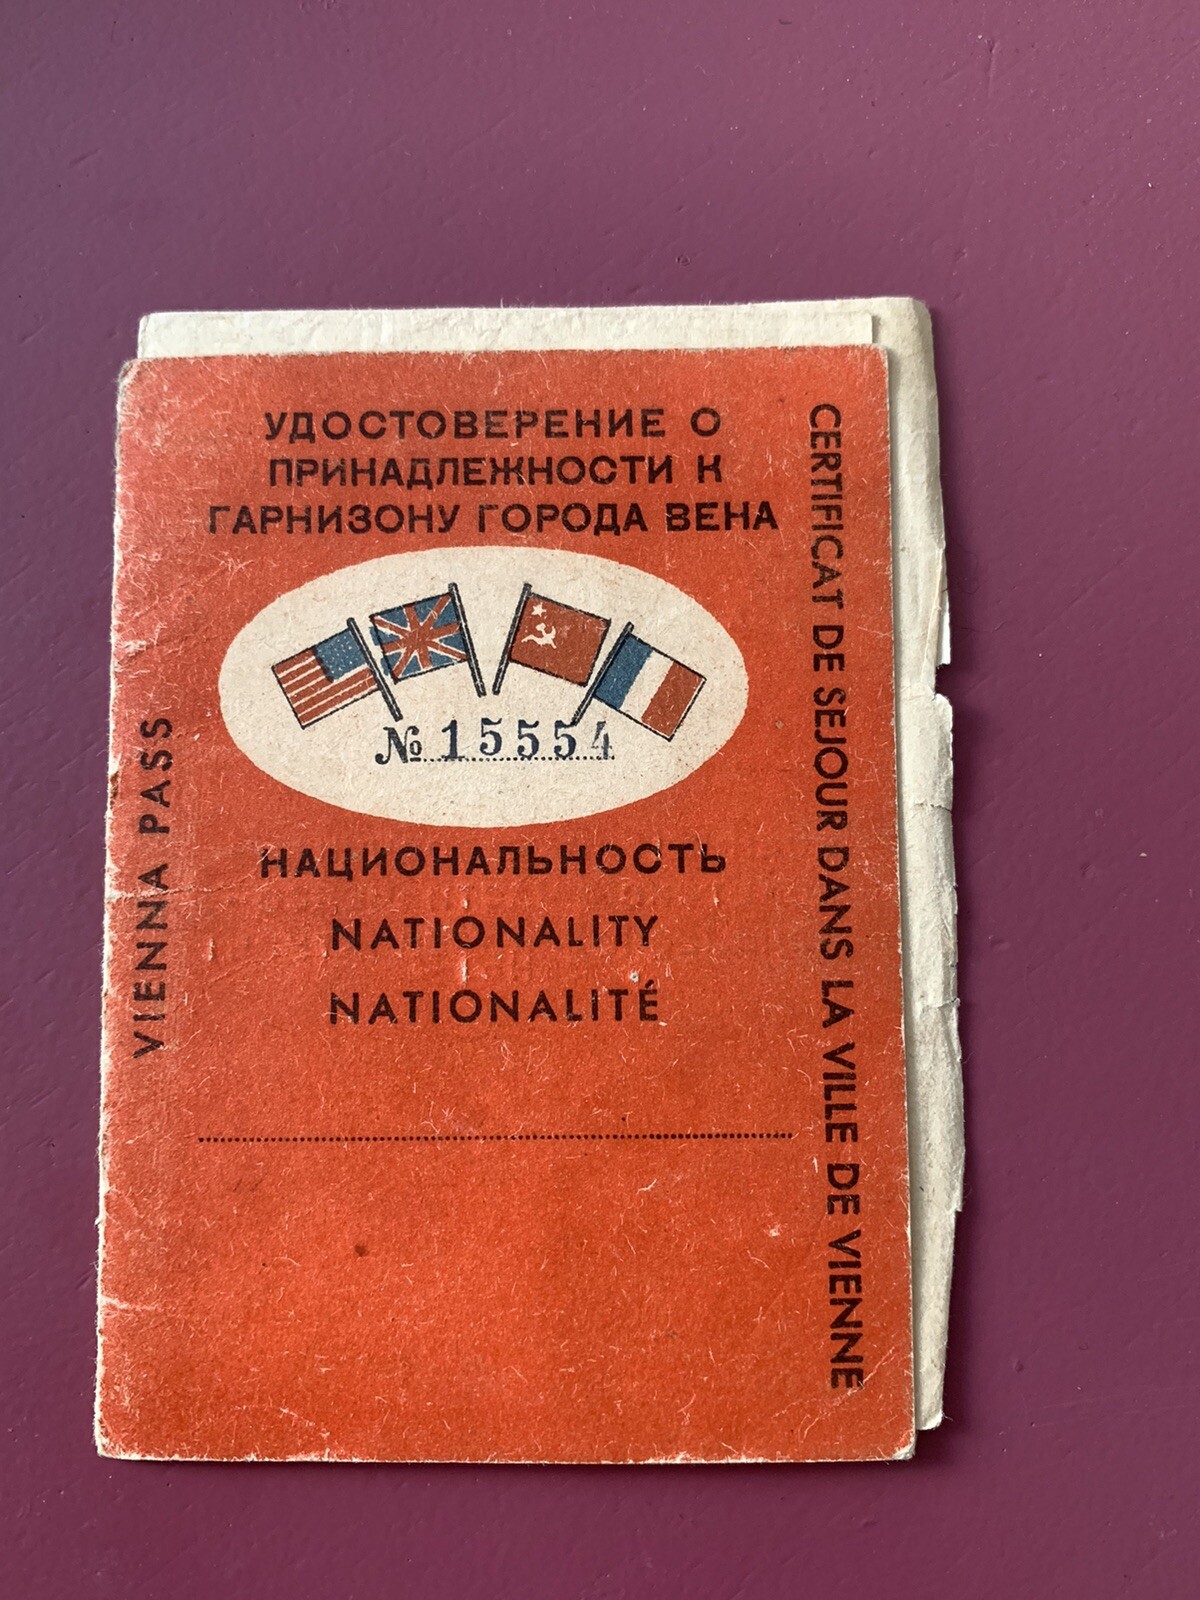 УДОСТОВЕРЕНИЕ О
ПРИНАДЛЕЖНОСТИ К
ГАРНИЗОНУ ГОРОДА ВЕНА
№ 15554
НАЦИОНАЛЬНОСТЬ
NATIONALITY
NATIONALITÉ
VIENNA PASS
CERTIFICAT DE SEJOUR DANS LA VILLE DE VIENNE